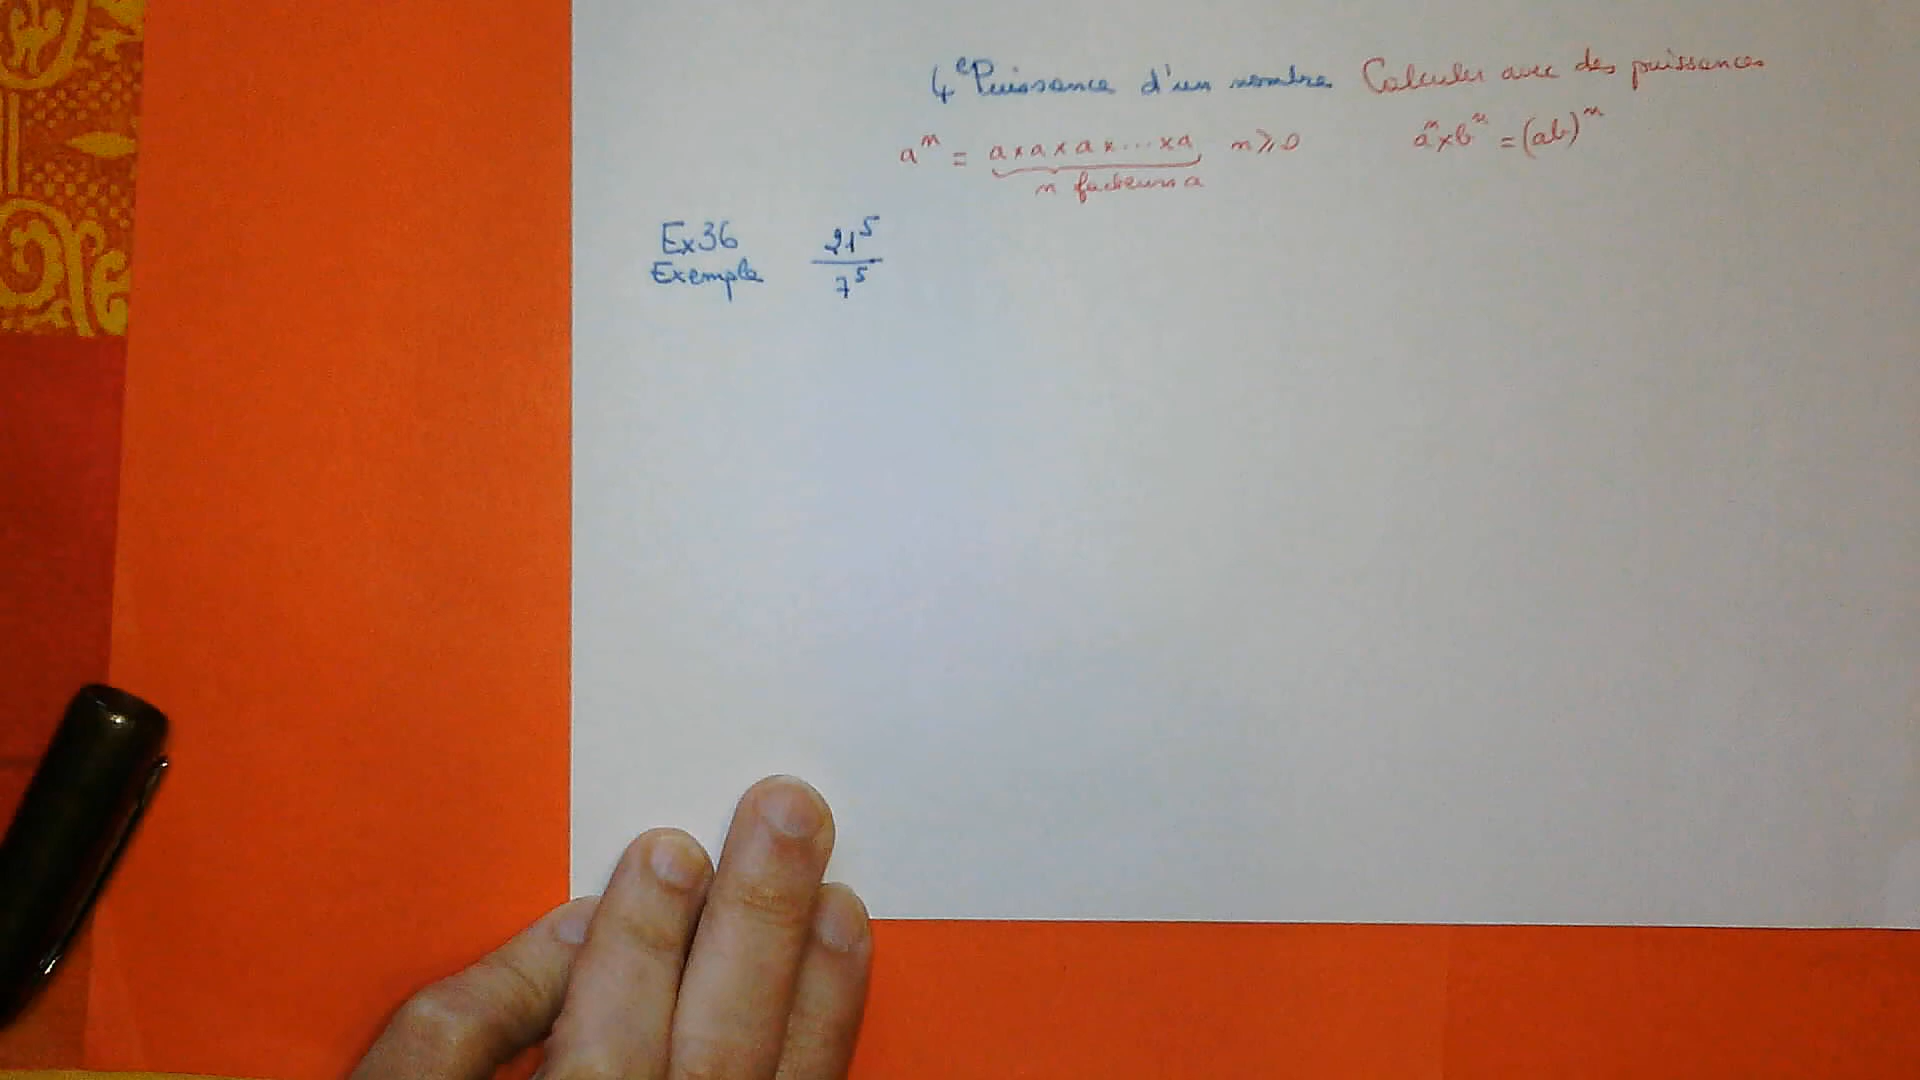 4e Puissance d'un nombre Calculer avec des puissances
aⁿ = a×a×a×...×a n⩾0 aⁿ×bⁿ = (ab)ⁿ
n facteurs a
Ex36 21⁵
Exemple 7⁵